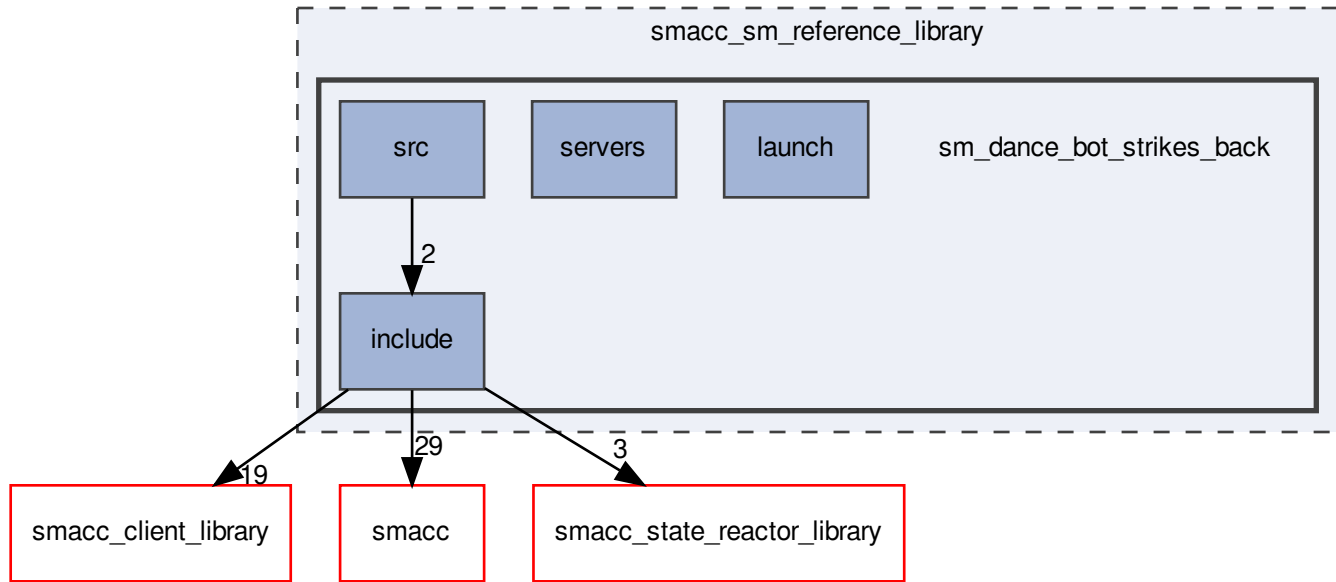 smacc_sm_reference_library
src
servers
launch
sm_dance_bot_strikes_back
2
include
19
29
3
smacc_client_library
smacc
smacc_state_reactor_library